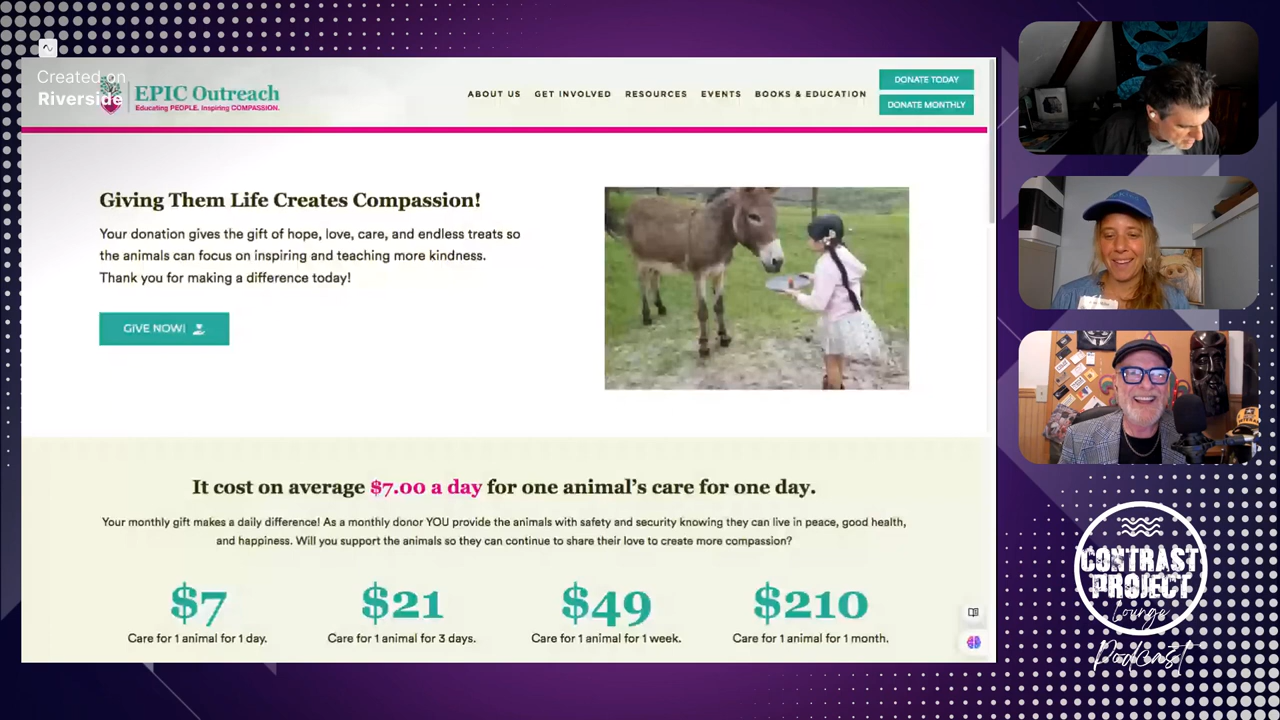 Created on
Riverside
EPIC Outreach
Educating PEOPLE. Inspiring COMPASSION.
ABOUT US
GET INVOLVED
RESOURCES
EVENTS
BOOKS & EDUCATION
DONATE TODAY
DONATE MONTHLY
Giving Them Life Creates Compassion!
Your donation gives the gift of hope, love, care, and endless treats so
the animals can focus on inspiring and teaching more kindness.
Thank you for making a difference today!
GIVE NOW!
It cost on average $7.00 a day for one animal's care for one day.
Your monthly gift makes a daily difference! As a monthly donor YOU provide the animals with safety and security knowing they can live in peace, good health,
and happiness. Will you support the animals so they can continue to share their love to create more compassion?
$7
Care for 1 animal for 1 day.
$21
Care for 1 animal for 3 days.
$49
Care for 1 animal for 1 week.
$210
Care for 1 animal for 1 month.
CONTRAST
PROJECT
Lounge
Podcast